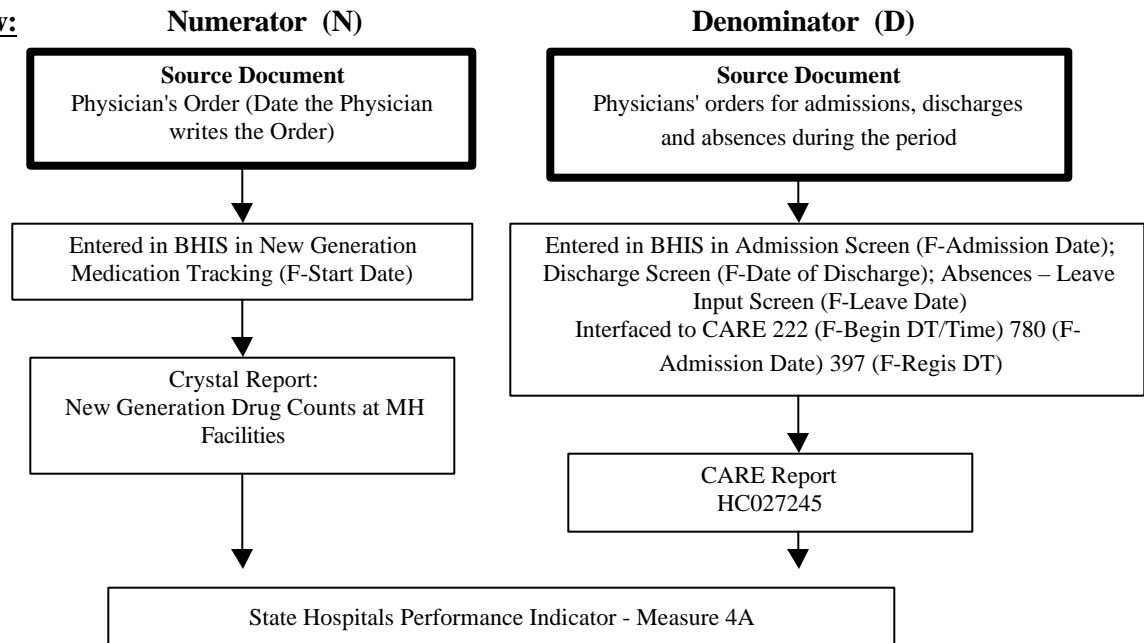 w:
Numerator (N)
Denominator (D)
Source Document
Physician's Order (Date the Physician
writes the Order)
Source Document
Physicians' orders for admissions, discharges
and absences during the period
Entered in BHIS in New Generation
Medication Tracking (F-Start Date)
Entered in BHIS in Admission Screen (F-Admission Date);
Discharge Screen (F-Date of Discharge); Absences – Leave
Input Screen (F-Leave Date)
Interfaced to CARE 222 (F-Begin DT/Time) 780 (F-
Admission Date) 397 (F-Regis DT)
Crystal Report:
New Generation Drug Counts at MH
Facilities
CARE Report
HC027245
State Hospitals Performance Indicator - Measure 4A